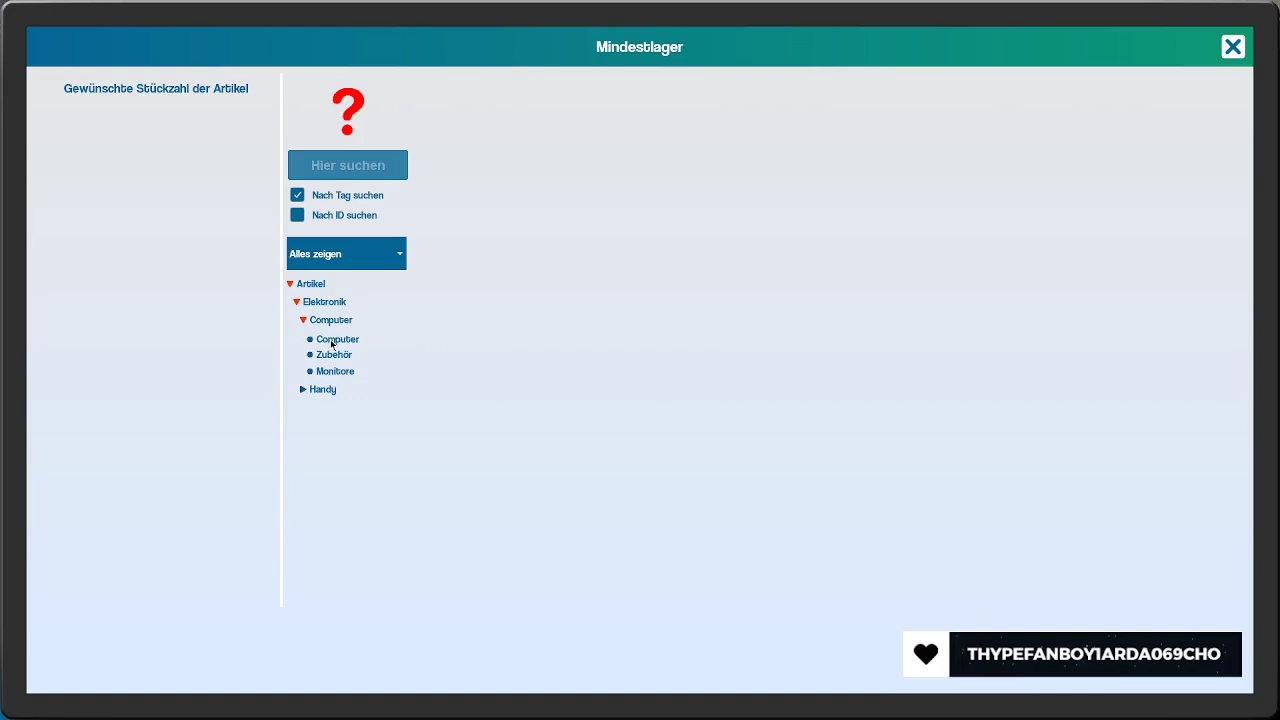 Mindestlager
Gewünschte Stückzahl der Artikel
?
Hier suchen
Nach Tag suchen
Nach ID suchen
Alles zeigen
Artikel
Elektronik
Computer
Computer
Zubehör
Monitore
Handy
THYPEFANBOY1ARDA069CHO